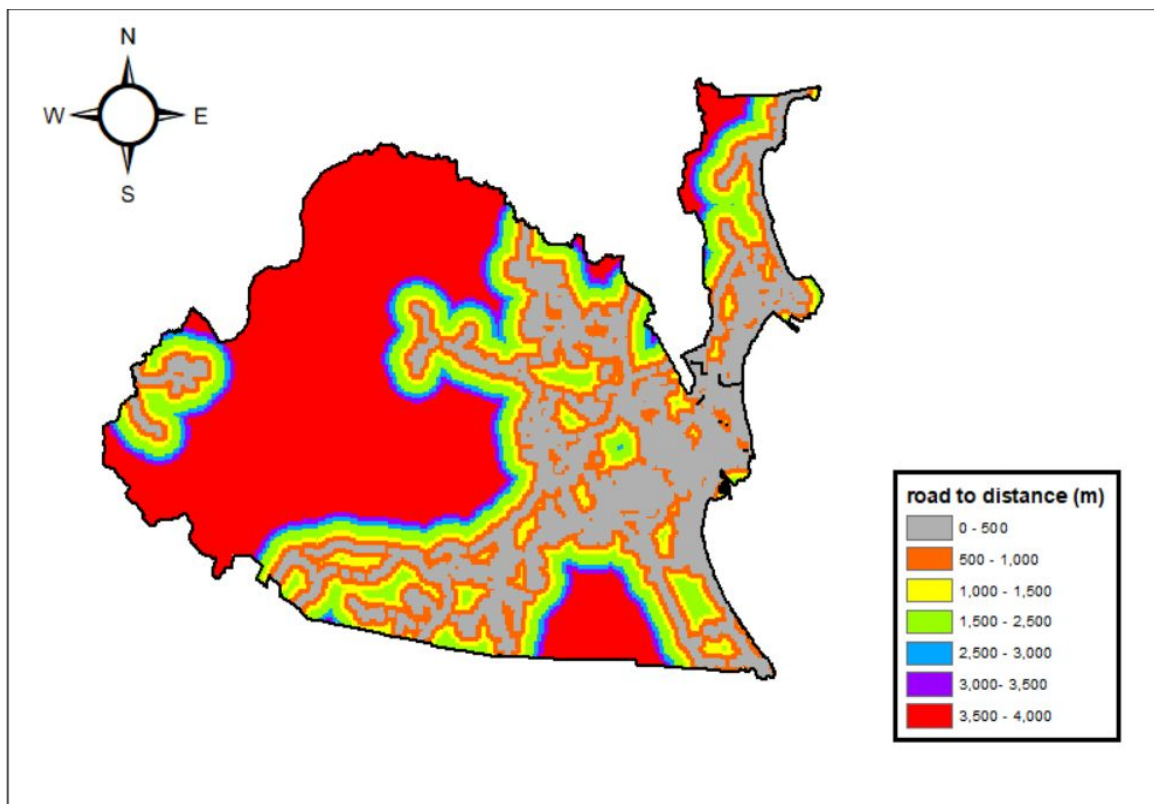 N
W E
S
road to distance (m)
0 - 500
500 - 1,000
1,000 - 1,500
1,500 - 2,500
2,500 - 3,000
3,000- 3,500
3,500 - 4,000